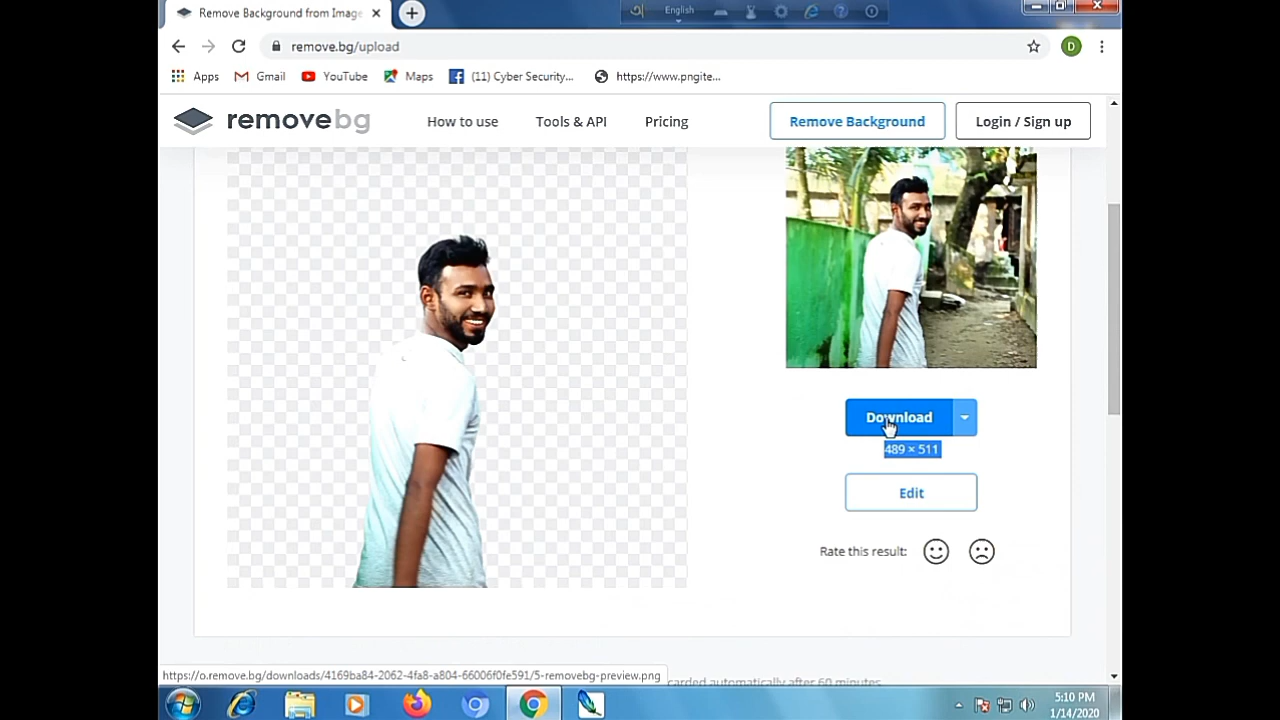 Remove Background from Image
English
remove.bg/upload
D
Apps
Gmail
YouTube
Maps
(11) Cyber Security...
https://www.pngite...
removebg
How to use
Tools & API
Pricing
Remove Background
Login / Sign up
Download
489 × 511
Edit
Rate this result:
https://o.remove.bg/downloads/4169ba84-2062-4fa8-a804-66006f0fe591/5-removebg-preview.png
carded automatically after 60 minutes.
5:10 PM
1/14/2020